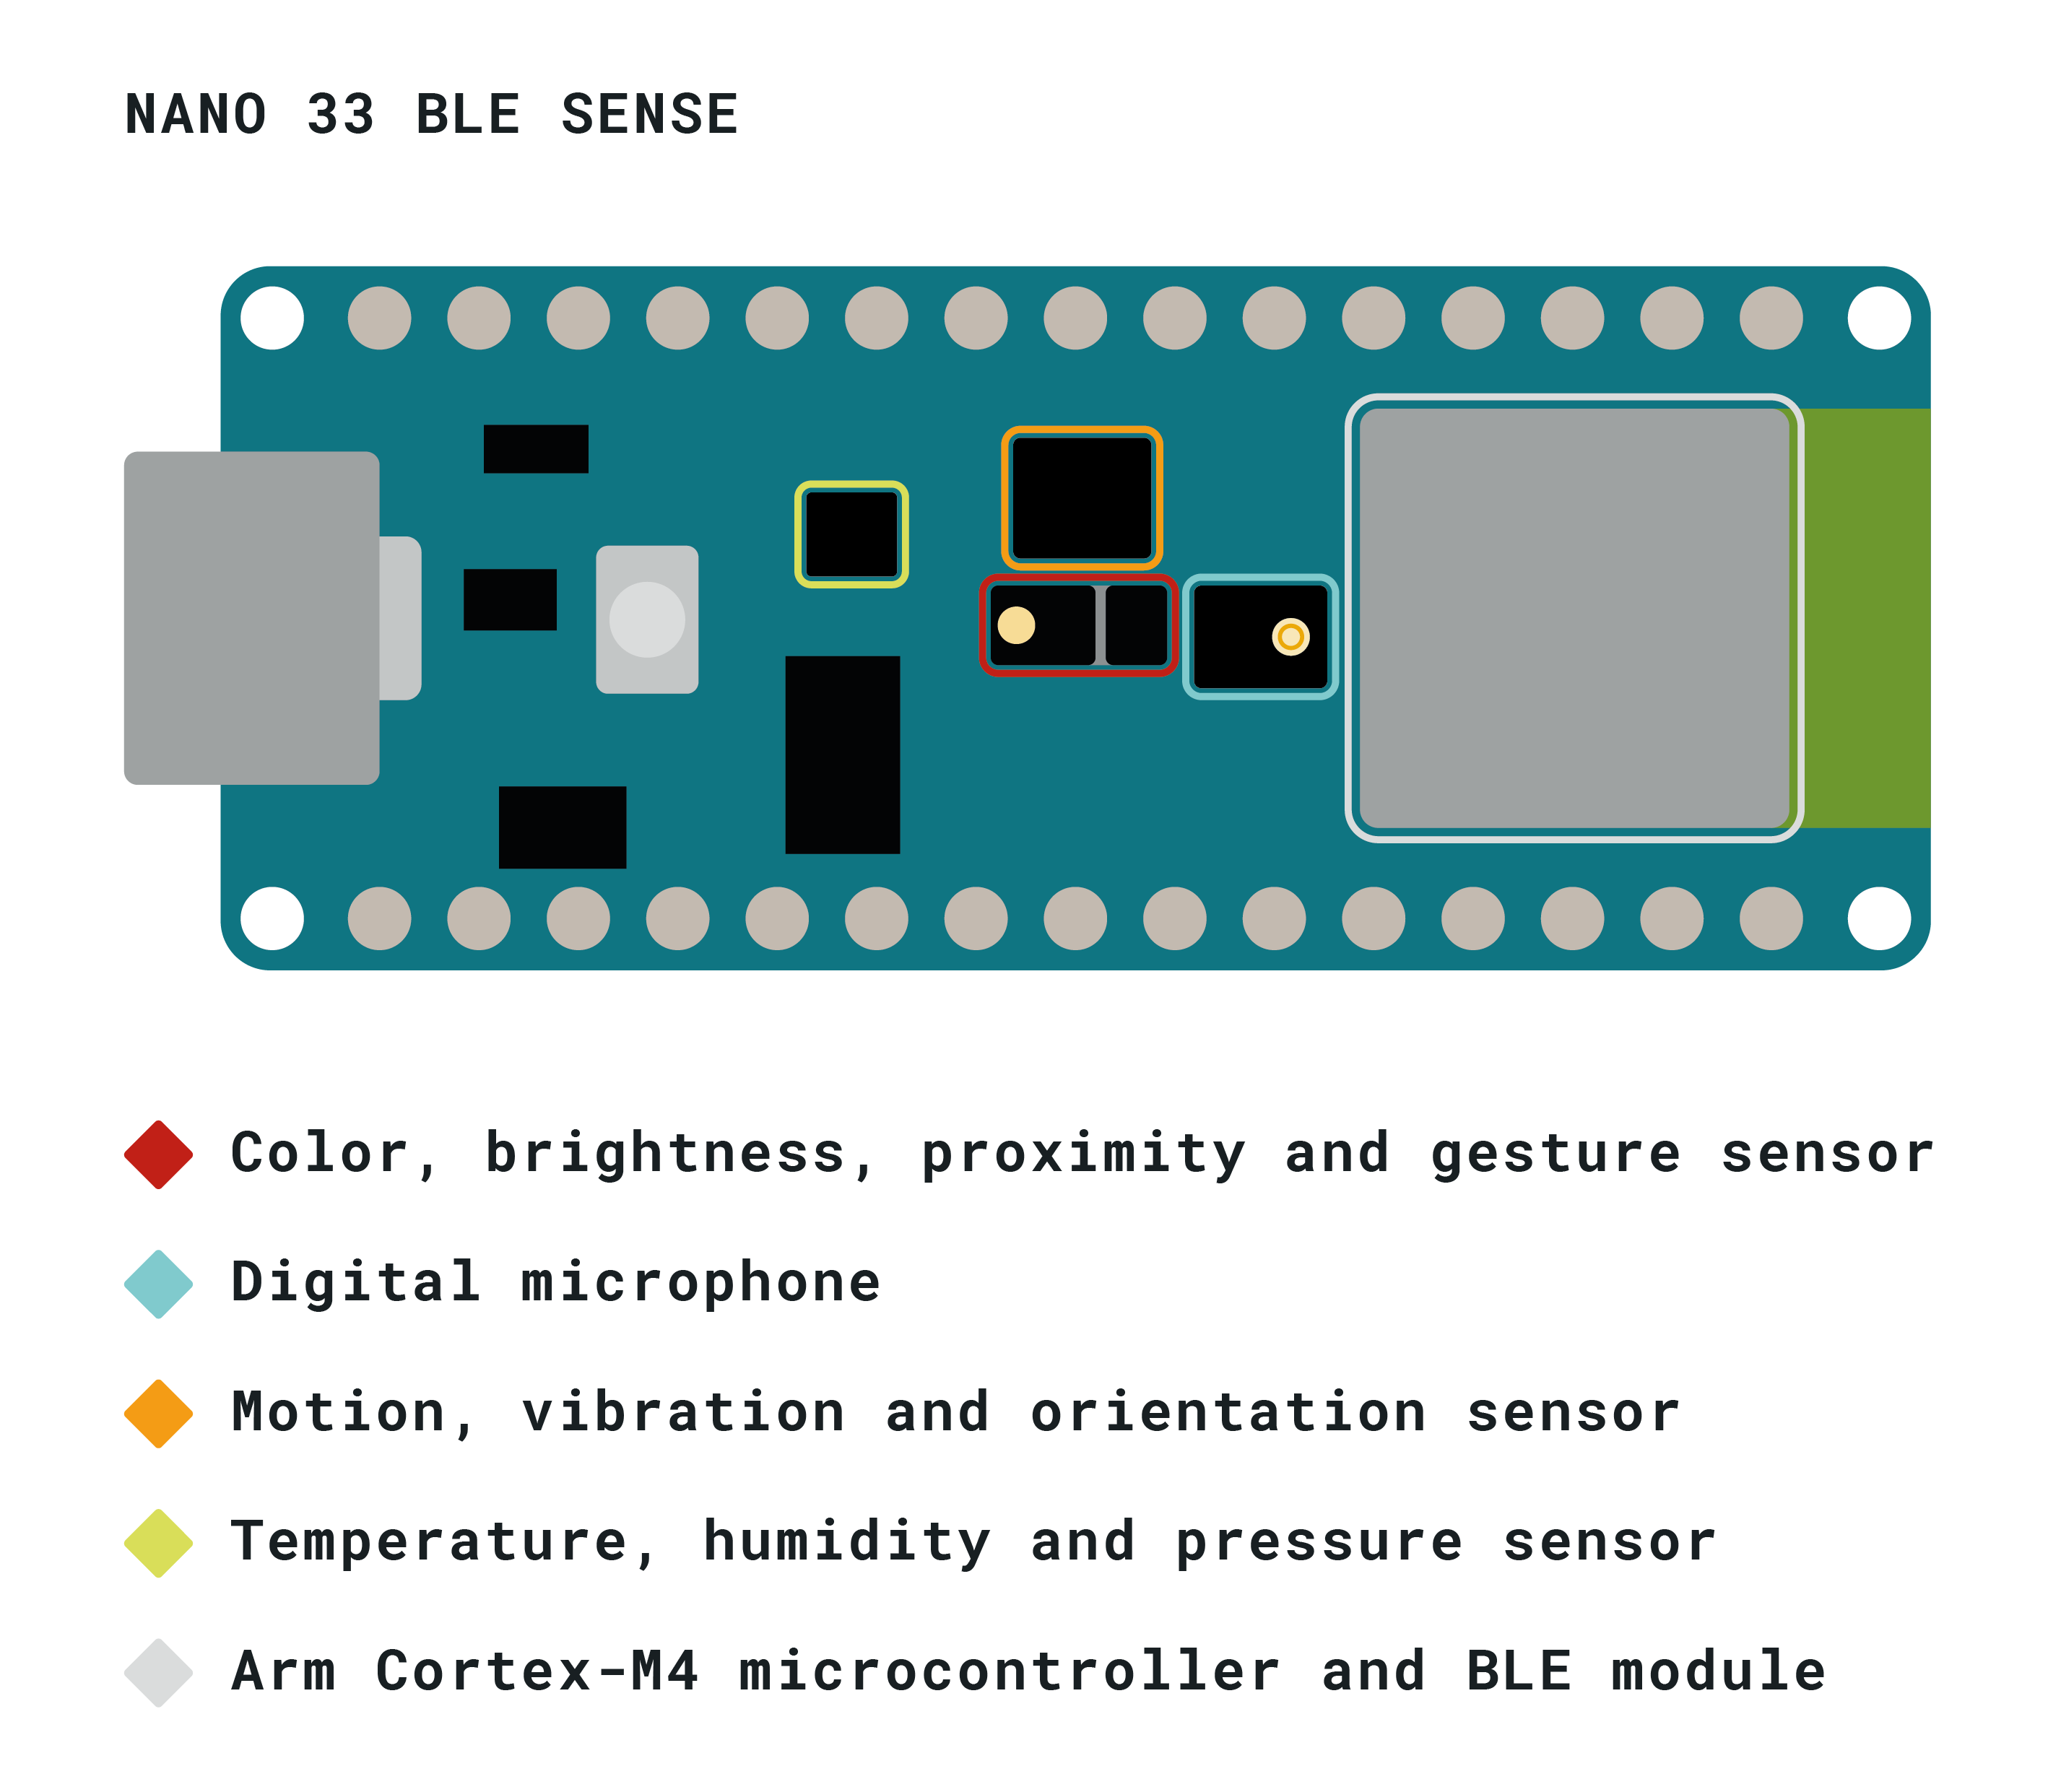 NANO 33 BLE SENSE
Color, brightness, proximity and gesture sensor
Digital microphone
Motion, vibration and orientation sensor
Temperature, humidity and pressure sensor
Arm Cortex-M4 microcontroller and BLE module